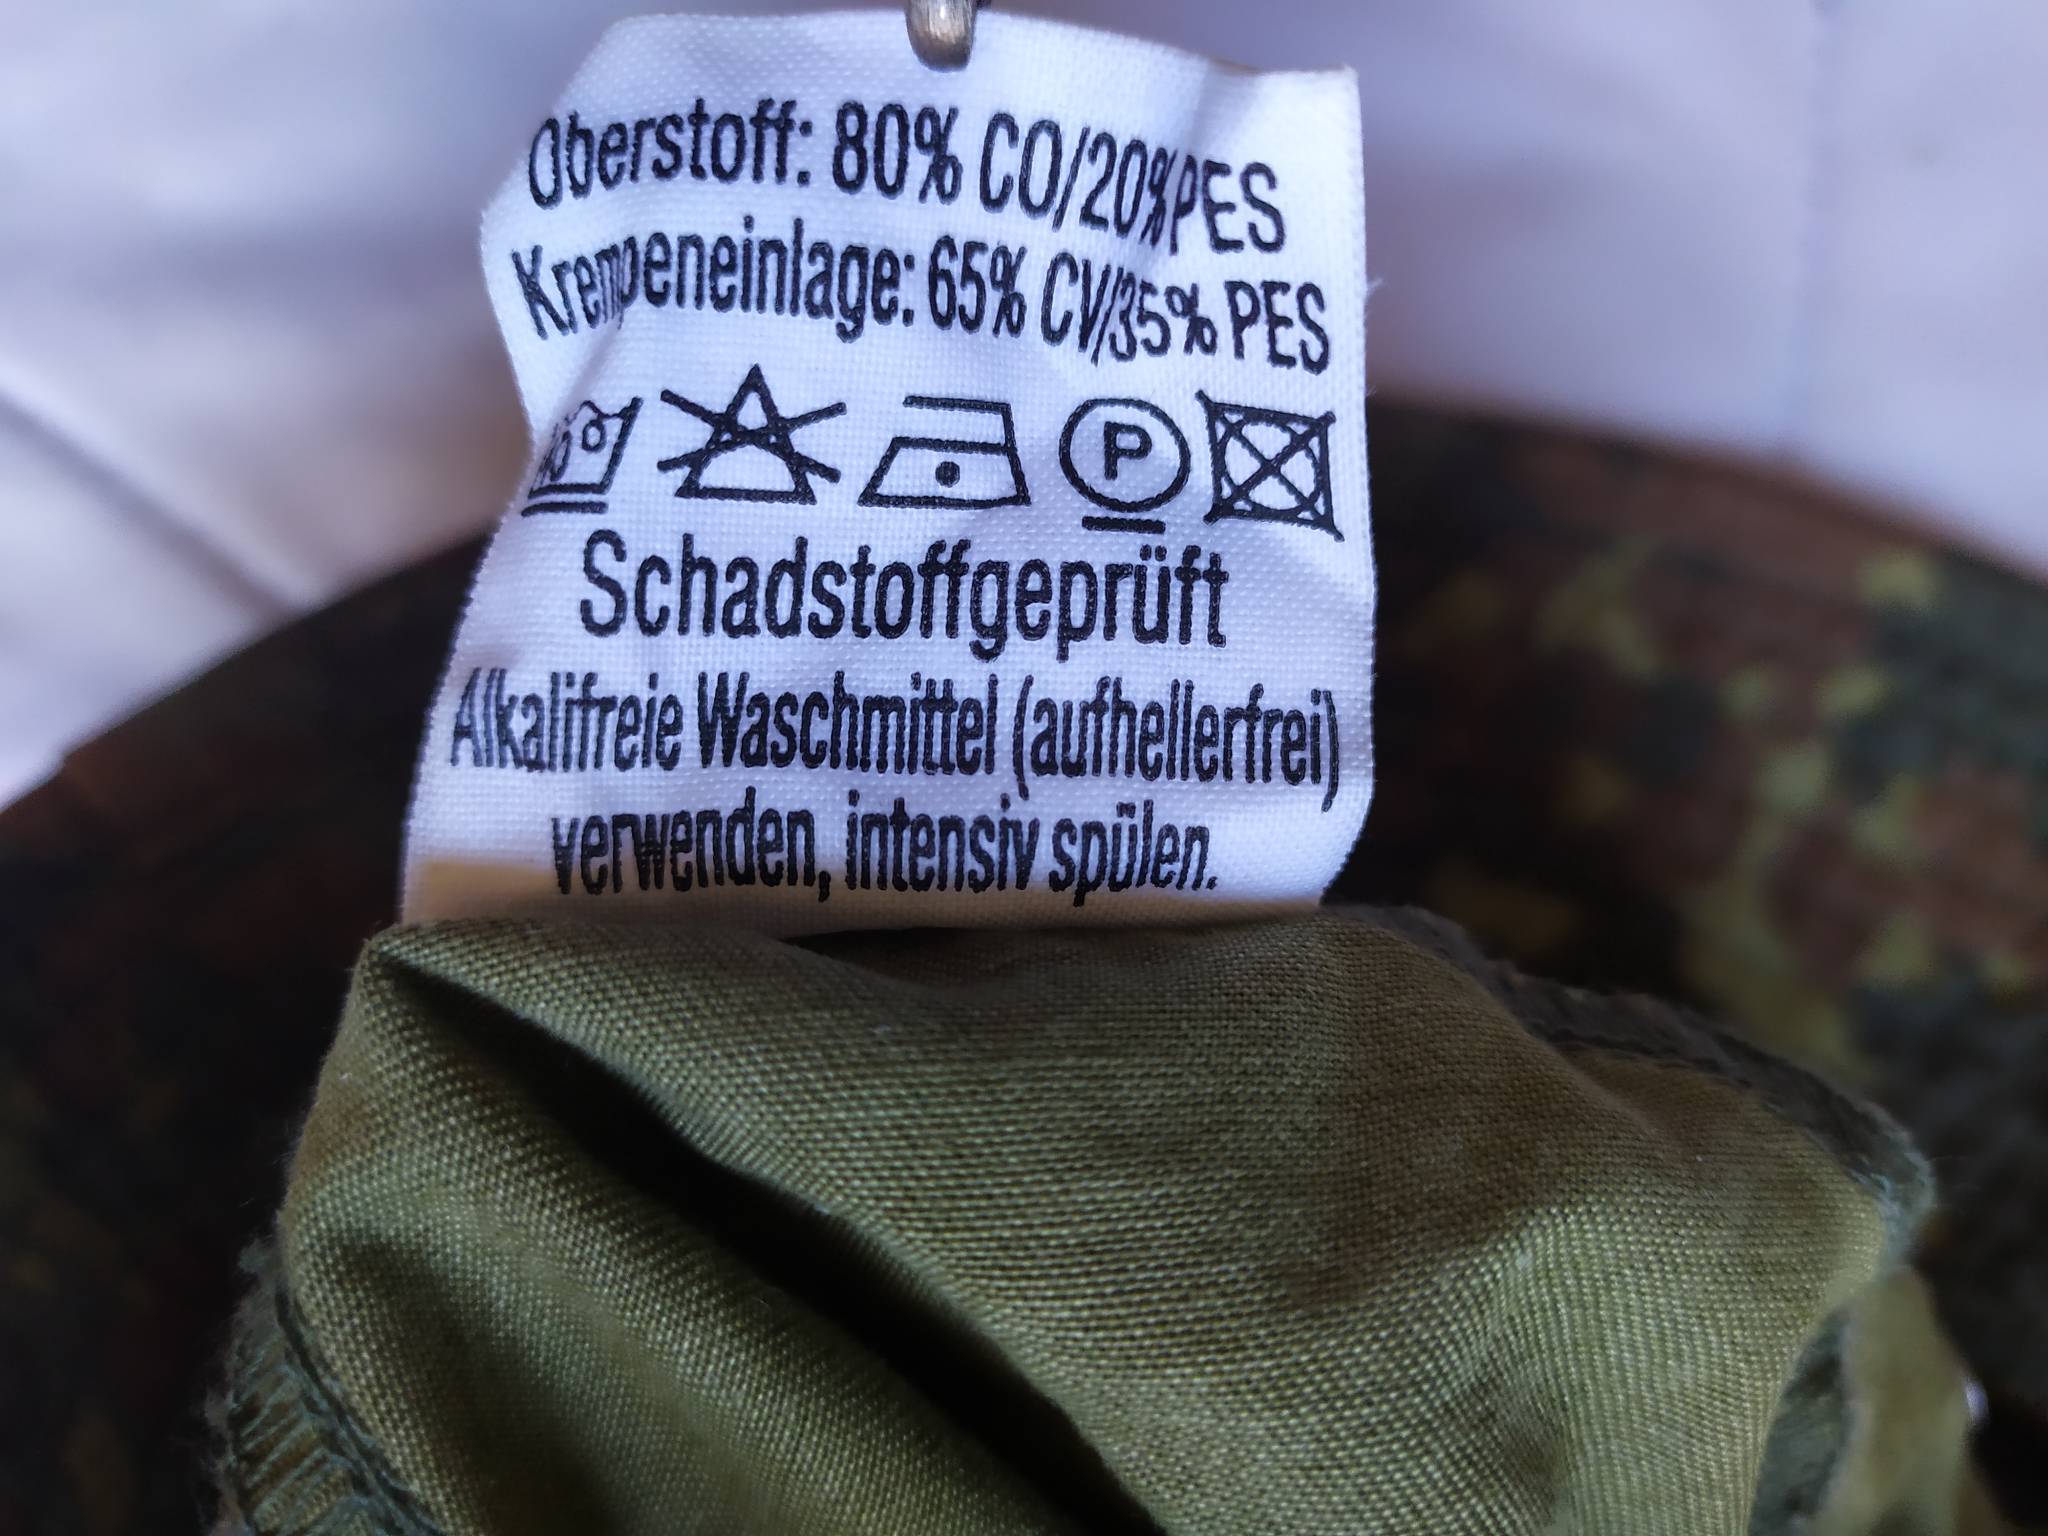 Oberstoff: 80% CO/20%PES
Krempeneinlage: 65% CV/35% PES
P
Schadstoffgeprüft
Alkalifreie Waschmittel (aufhellerfrei)
verwenden, intensiv spülen.